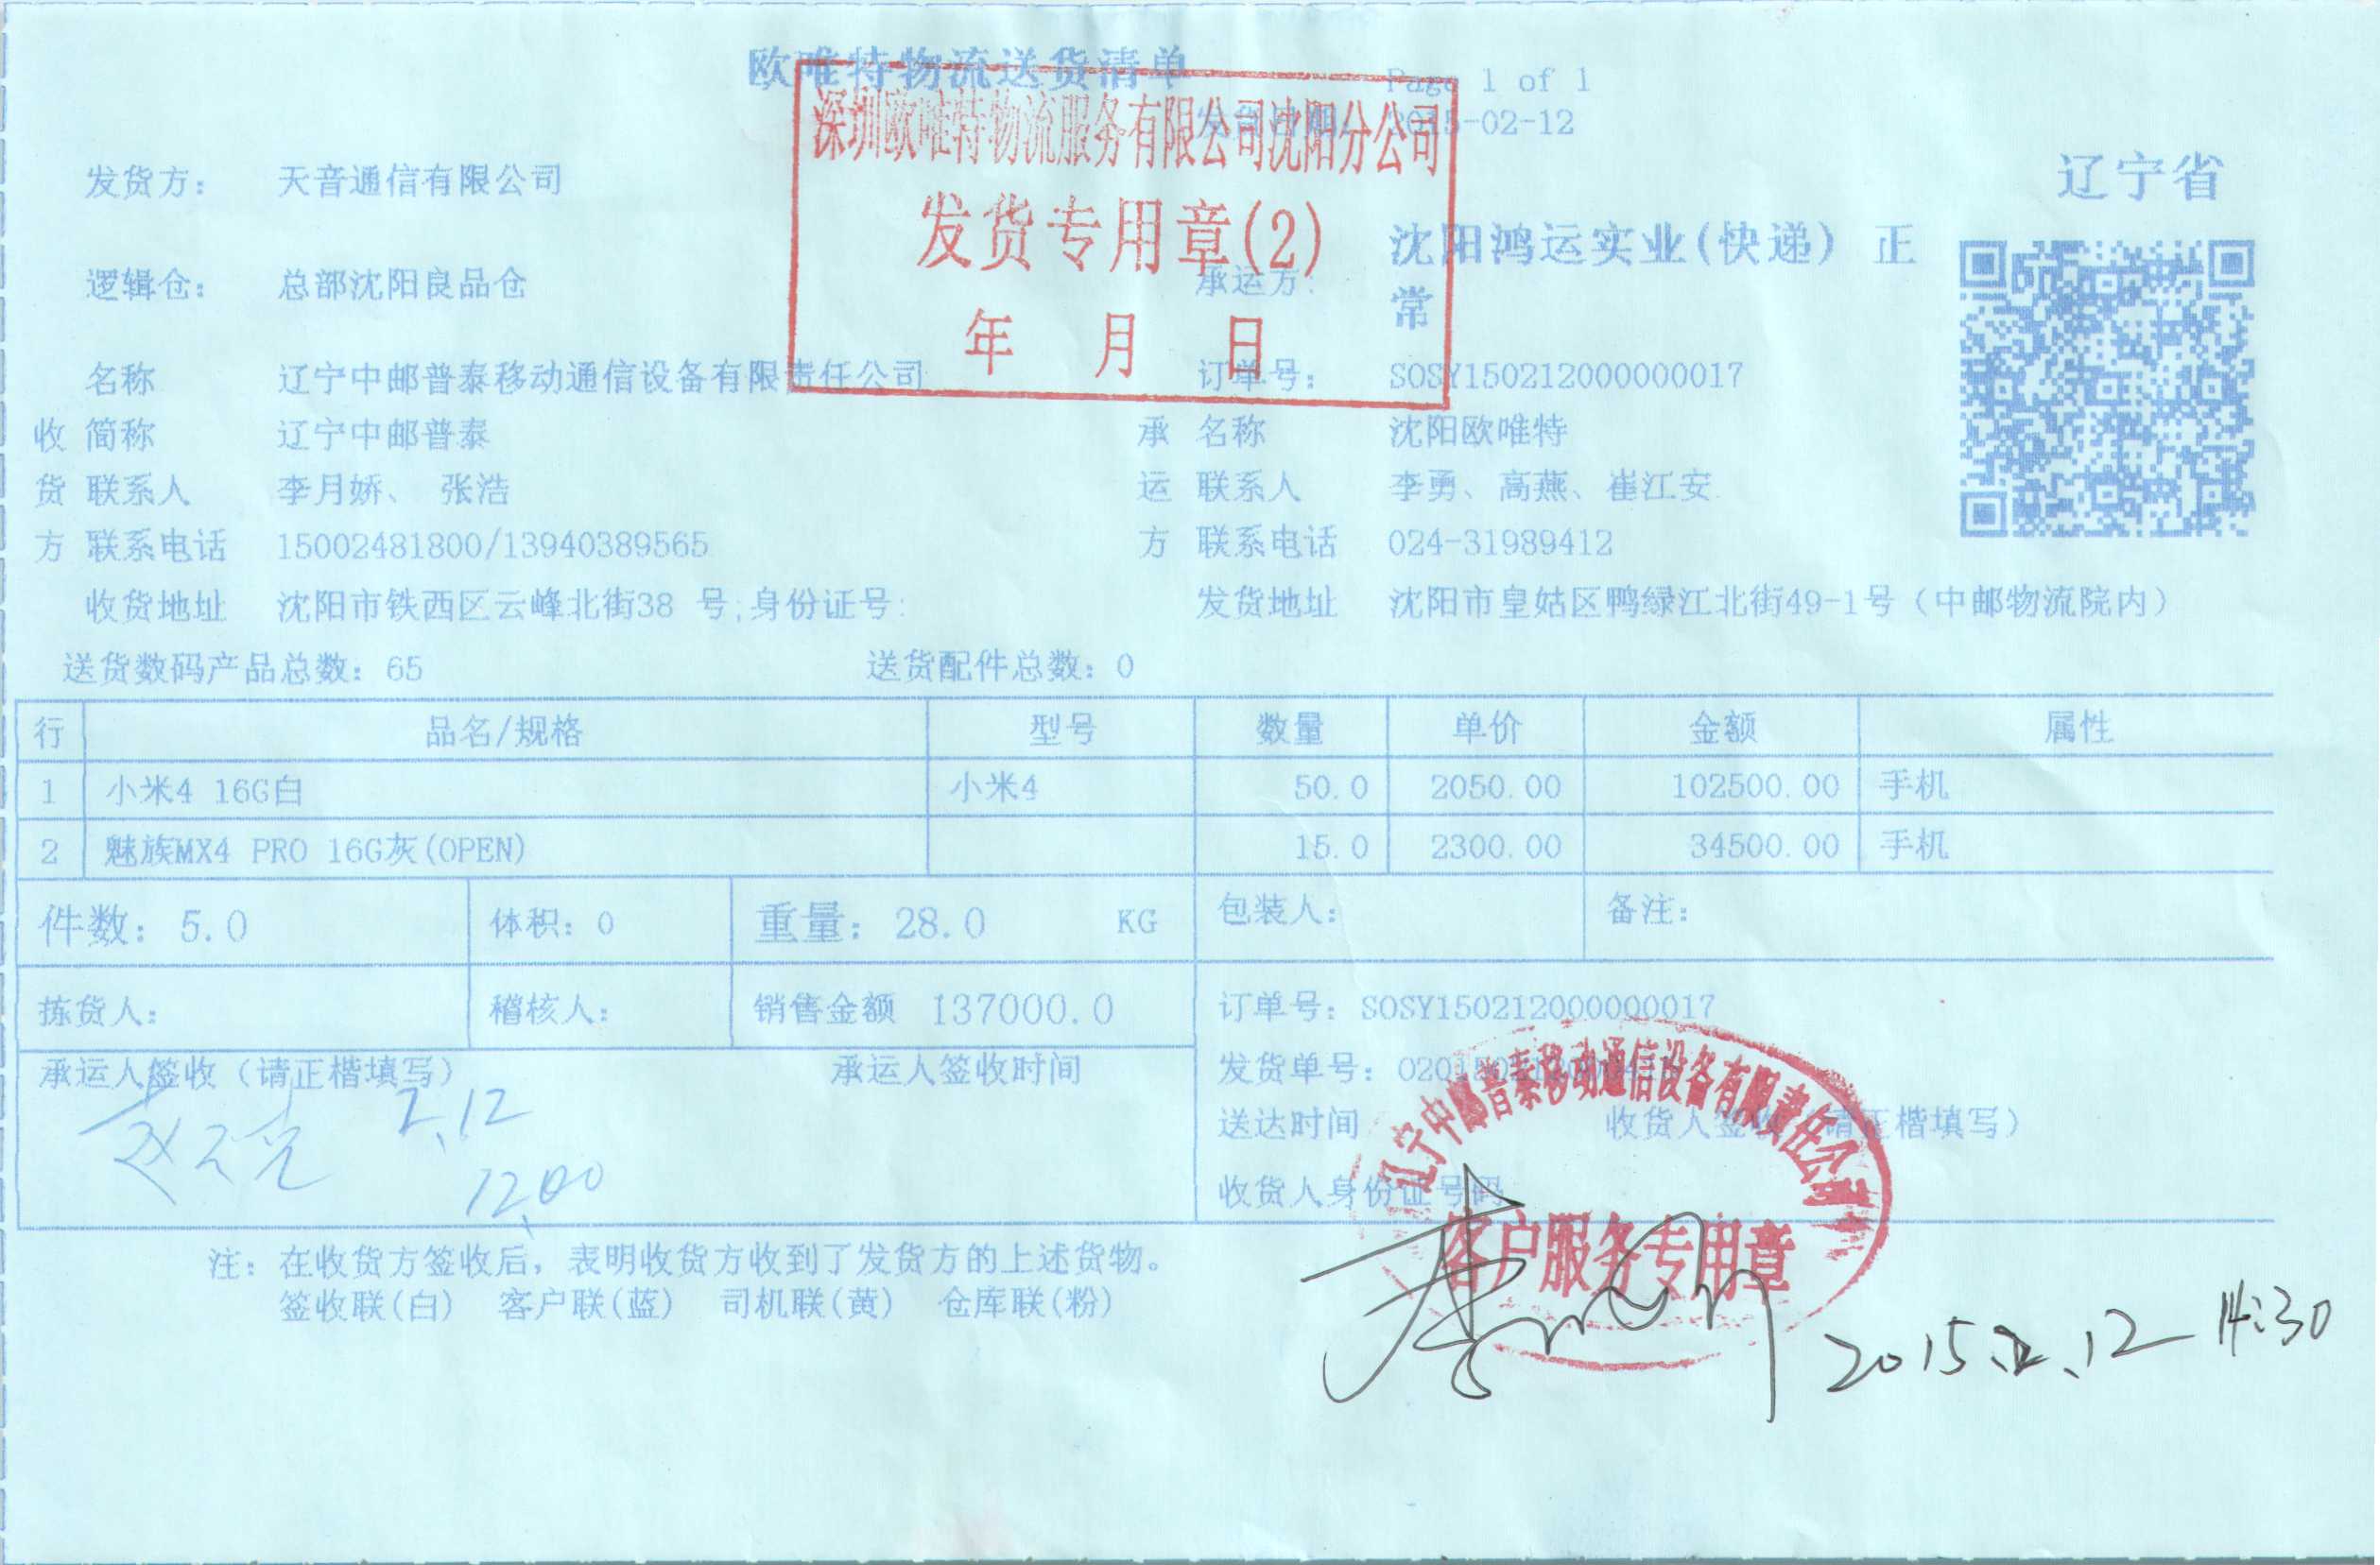 欧唯特物流送货清单
Page 1 of 1
2015-02-12
深圳欧唯特物流服务有限公司沈阳分公司
发货专用章(2)
年 月 日
辽宁省
发货方： 天音通信有限公司
逻辑仓： 总部沈阳良品仓
承运方： 沈阳鸿运实业(快递) 正常
名称 辽宁中邮普泰移动通信设备有限责任公司 订单号： SOSY150212000000017
收 简称 辽宁中邮普泰 承 名称 沈阳欧唯特
货 联系人 李月娇、 张浩 运 联系人 李勇、高燕、崔江安
方 联系电话 15002481800/13940389565 方 联系电话 024-31989412
收货地址 沈阳市铁西区云峰北街38 号;身份证号: 发货地址 沈阳市皇姑区鸭绿江北街49-1号（中邮物流院内）
送货数码产品总数：65 送货配件总数：0
行 品名/规格 型号 数量 单价 金额 属性
1 小米4 16G白 小米4 50.0 2050.00 102500.00 手机
2 魅族MX4 PRO 16G灰(OPEN) 15.0 2300.00 34500.00 手机
件数：5.0 体积：0 重量：28.0 KG 包装人： 备注：
拣货人： 稽核人： 销售金额 137000.0 订单号：SOSY150212000000017
承运人签收（请正楷填写） 承运人签收时间 发货单号：
2.12
12.00
送达时间 收货人签收（请正楷填写）
收货人身份证号码
辽宁中邮普泰移动通信设备有限责任公司
客户服务专用章
注：在收货方签收后，表明收货方收到了发货方的上述货物。
签收联(白) 客户联(蓝) 司机联(黄) 仓库联(粉)
2015.2.12 14:30